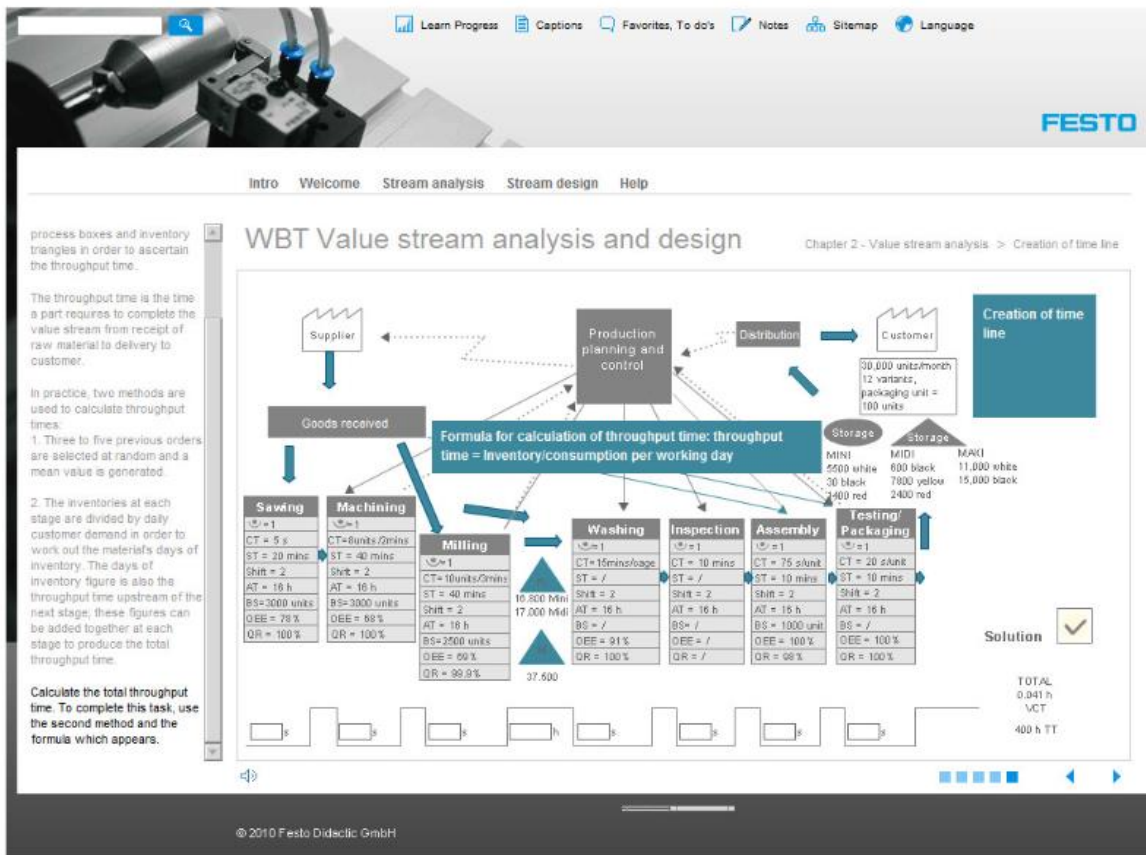 Learn Progress
Captions
Favorites, To do's
Notes
Sitemap
Language
FESTO
Intro
Welcome
Stream analysis
Stream design
Help
process boxes and inventory
triangles in order to ascertain
the throughput time.
The throughput time is the time
a part requires to complete the
value stream from receipt of
raw material to delivery to
customer.
In practice, two methods are
used to calculate throughput
times:
1. Three to five previous orders
are selected at random and a
mean value is generated.
2. The inventories at each
stage are divided by daily
customer demand in order to
work out the material's days of
inventory. The days of
inventory figure is also the
throughput time upstream of the
next stage; these figures can
be added together at each
stage to produce the total
throughput time.
Calculate the total throughput
time. To complete this task, use
the second method and the
formula which appears.
WBT Value stream analysis and design
Chapter 2 - Value stream analysis > Creation of time line
Supplier
Production
planning and
control
Distribution
Customer
30,000 units/month
12 variants,
packaging unit =
100 units
Creation of time
line
Goods received
Formula for calculation of throughput time: throughput
time = Inventory/consumption per working day
Storage
Storage
MINI
5500 white
30 black
2400 red
MIDI
600 black
7800 yellow
2400 red
MAXI
11,000 white
15,000 black
Sawing
=1
CT = 5 s
ST = 20 mins
Shift = 2
AT = 16 h
BS=3000 units
OEE = 78%
QR = 100%
Machining
=1
CT=8units/2mins
ST = 40 mins
Shift = 2
AT = 16 h
BS=3000 units
OEE = 68%
QR = 100%
Milling
=1
CT=10units/3mins
ST = 40 mins
Shift = 2
AT = 16 h
BS=2500 units
OEE = 69%
QR = 99.9%
16.800 Mini
17.000 Midi
37.600
Washing
=1
CT=15mins/cage
ST = /
Shift = 2
AT = 16 h
BS = /
OEE = 91%
QR = 100%
Inspection
=1
CT = 10 mins
ST = /
Shift = 2
AT = 16 h
BS= /
OEE = /
QR = /
Assembly
=1
CT = 75 s/unit
ST = 10 mins
Shift = 2
AT = 16 h
BS = 1000 unit
OEE = 100%
QR = 98%
Testing/
Packaging
=1
CT = 20 s/unit
ST = 10 mins
Shift = 2
AT = 16 h
BS = /
OEE = 100%
QR = 100%
Solution
TOTAL
0.041 h
VCT
400 h TT
s
s
s
h
s
s
s
s
© 2010 Festo Didactic GmbH